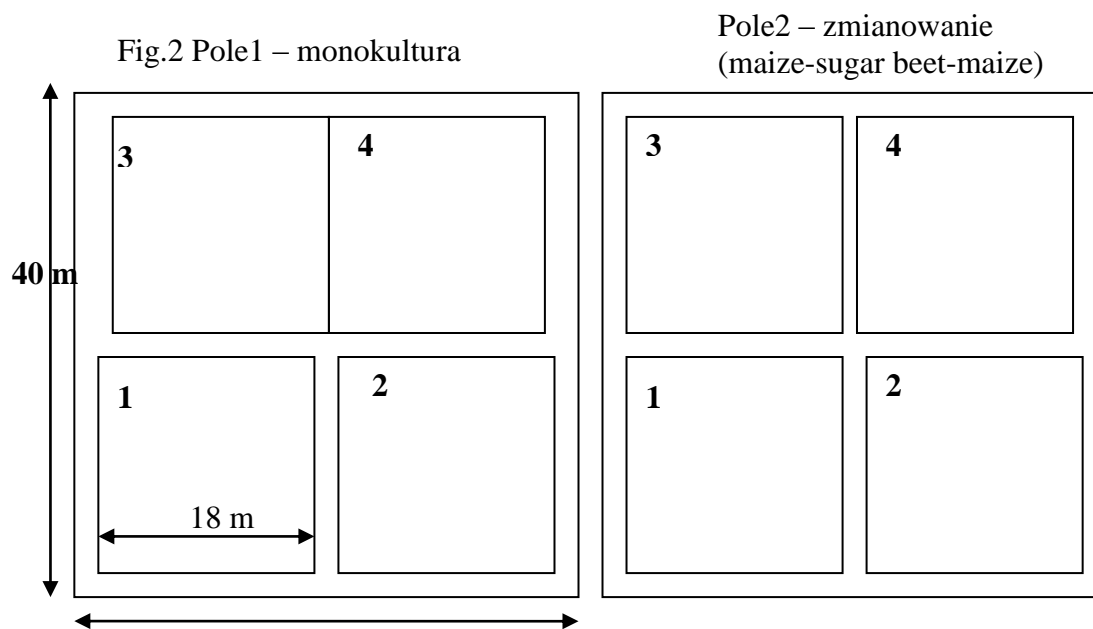 Fig.2 Pole1 – monokultura
Pole2 – zmianowanie
(maize-sugar beet-maize)
3
4
3
4
40 m
1
2
1
2
18 m